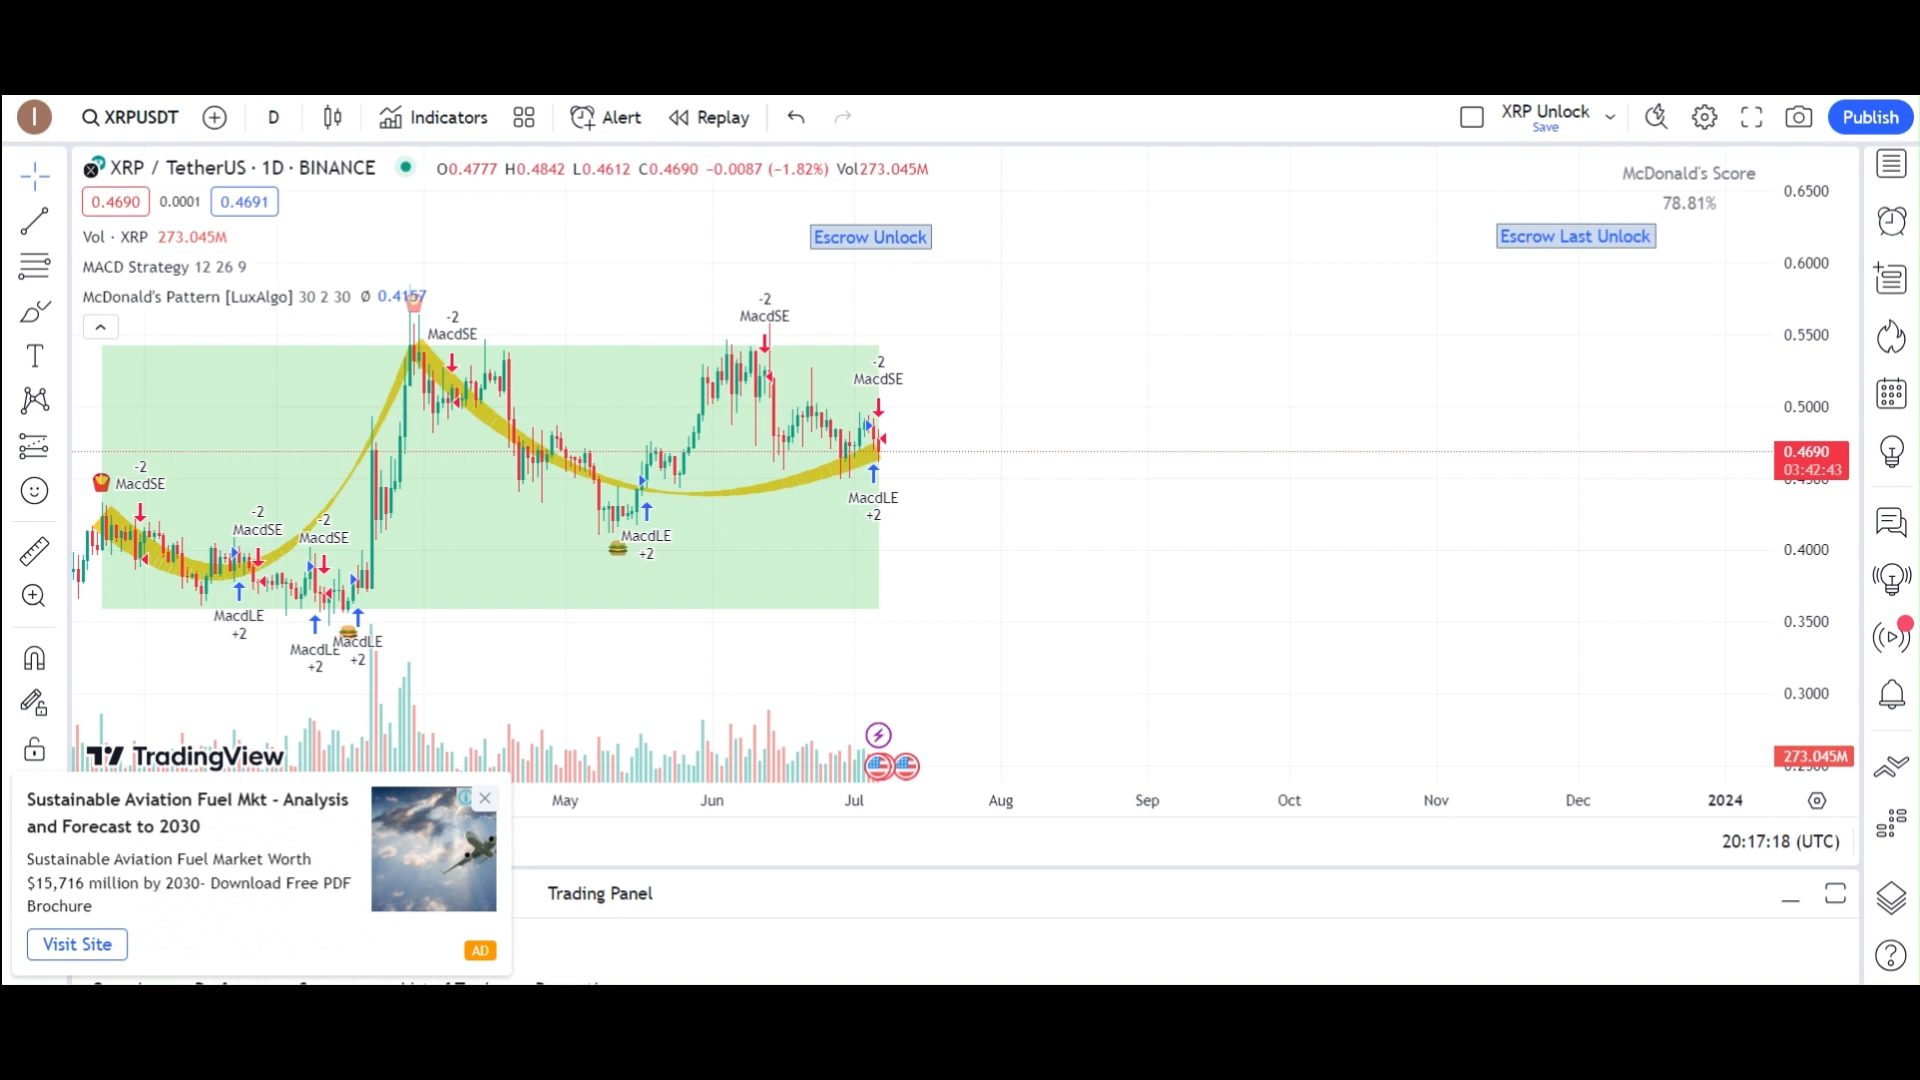 I
XRPUSDT
D
Indicators
Alert
Replay
XRP Unlock
Save
Publish
XRP / TetherUS · 1D · BINANCE
O0.4777 H0.4842 L0.4612 C0.4690 −0.0087 (−1.82%) Vol273.045M
0.4690 0.0001 0.4691
Vol · XRP 273.045M
MACD Strategy 12 26 9
McDonald's Pattern [LuxAlgo] 30 2 30 Ø 0.4157
McDonald's Score
78.81%
Escrow Unlock
Escrow Last Unlock
0.6500
0.6000
0.5500
0.5000
0.4690
03:42:43
0.4000
0.3500
0.3000
273.045M
-2
MacdSE
-2
MacdSE
-2
MacdSE
-2
MacdSE
-2
MacdSE
-2
MacdSE
MacdLE
+2
MacdLE
+2
MacdLE
+2
MacdLE
+2
MacdLE
+2
TradingView
May
Jun
Jul
Aug
Sep
Oct
Nov
Dec
2024
20:17:18 (UTC)
Sustainable Aviation Fuel Mkt - Analysis
and Forecast to 2030
Sustainable Aviation Fuel Market Worth
$15,716 million by 2030- Download Free PDF
Brochure
Visit Site
AD
Trading Panel